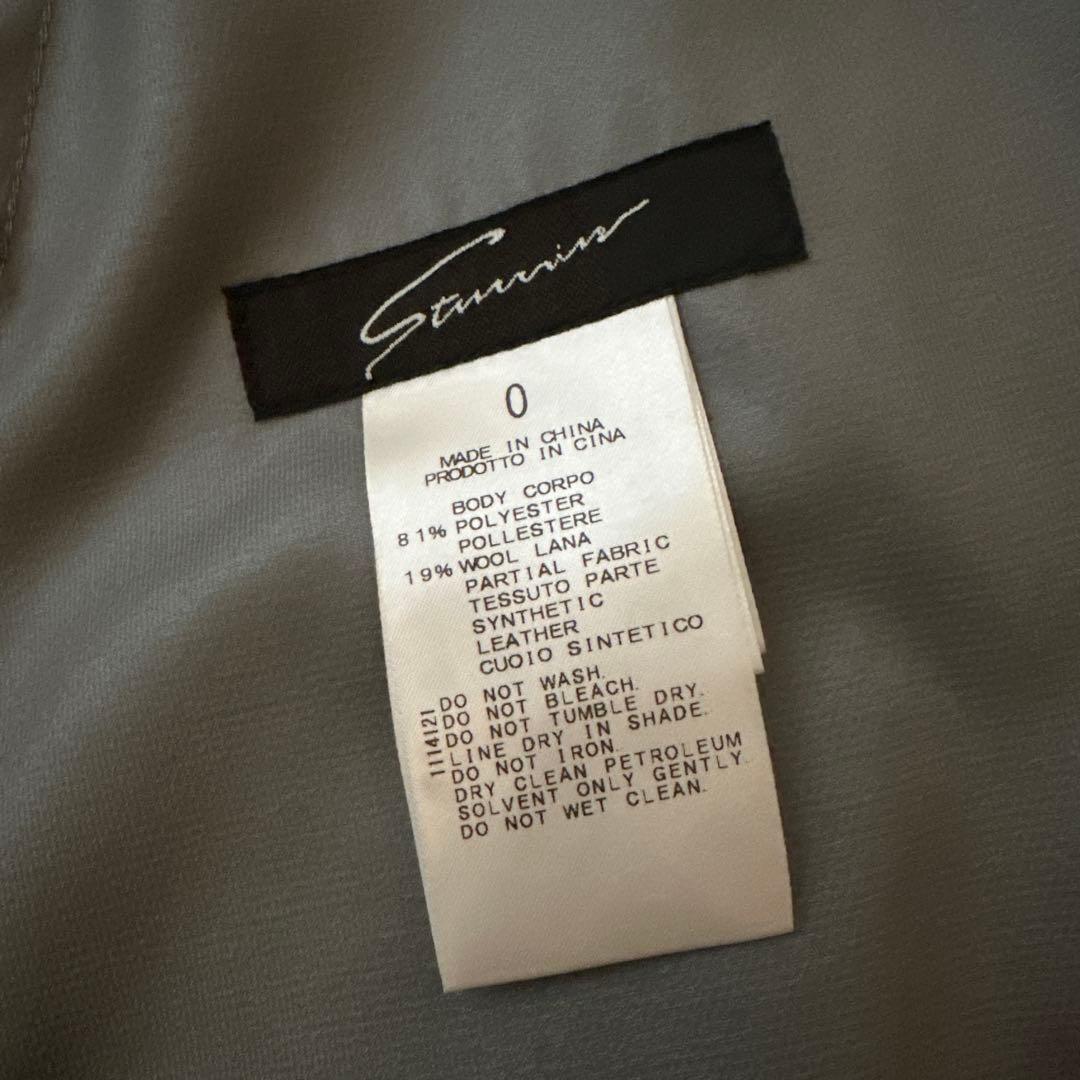 Stunning
0
MADE IN CHINA
PRODOTTO IN CINA
BODY CORPO
81% POLYESTER
POLLESTERE
19% WOOL LANA
PARTIAL FABRIC
TESSUTO PARTE
SYNTHETIC
LEATHER
CUOIO SINTETICO
DO NOT WASH.
DO NOT BLEACH.
DO NOT TUMBLE DRY.
LINE DRY IN SHADE.
DO NOT IRON.
DRY CLEAN PETROLEUM
SOLVENT ONLY GENTLY.
DO NOT WET CLEAN.
1114121